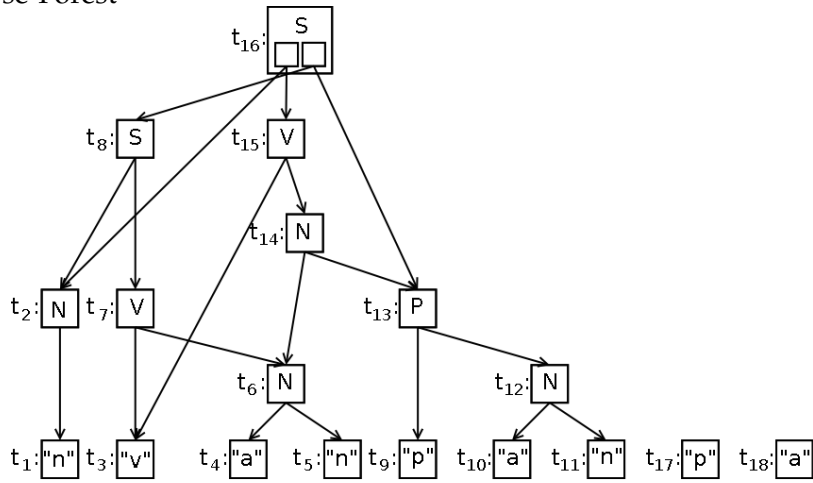 se Forest
t16: S
t8: S t15: V
t14: N
t2: N t7: V t13: P
t6: N t12: N
t1: "n" t3: "v" t4: "a" t5: "n" t9: "p" t10: "a" t11: "n" t17: "p" t18: "a"